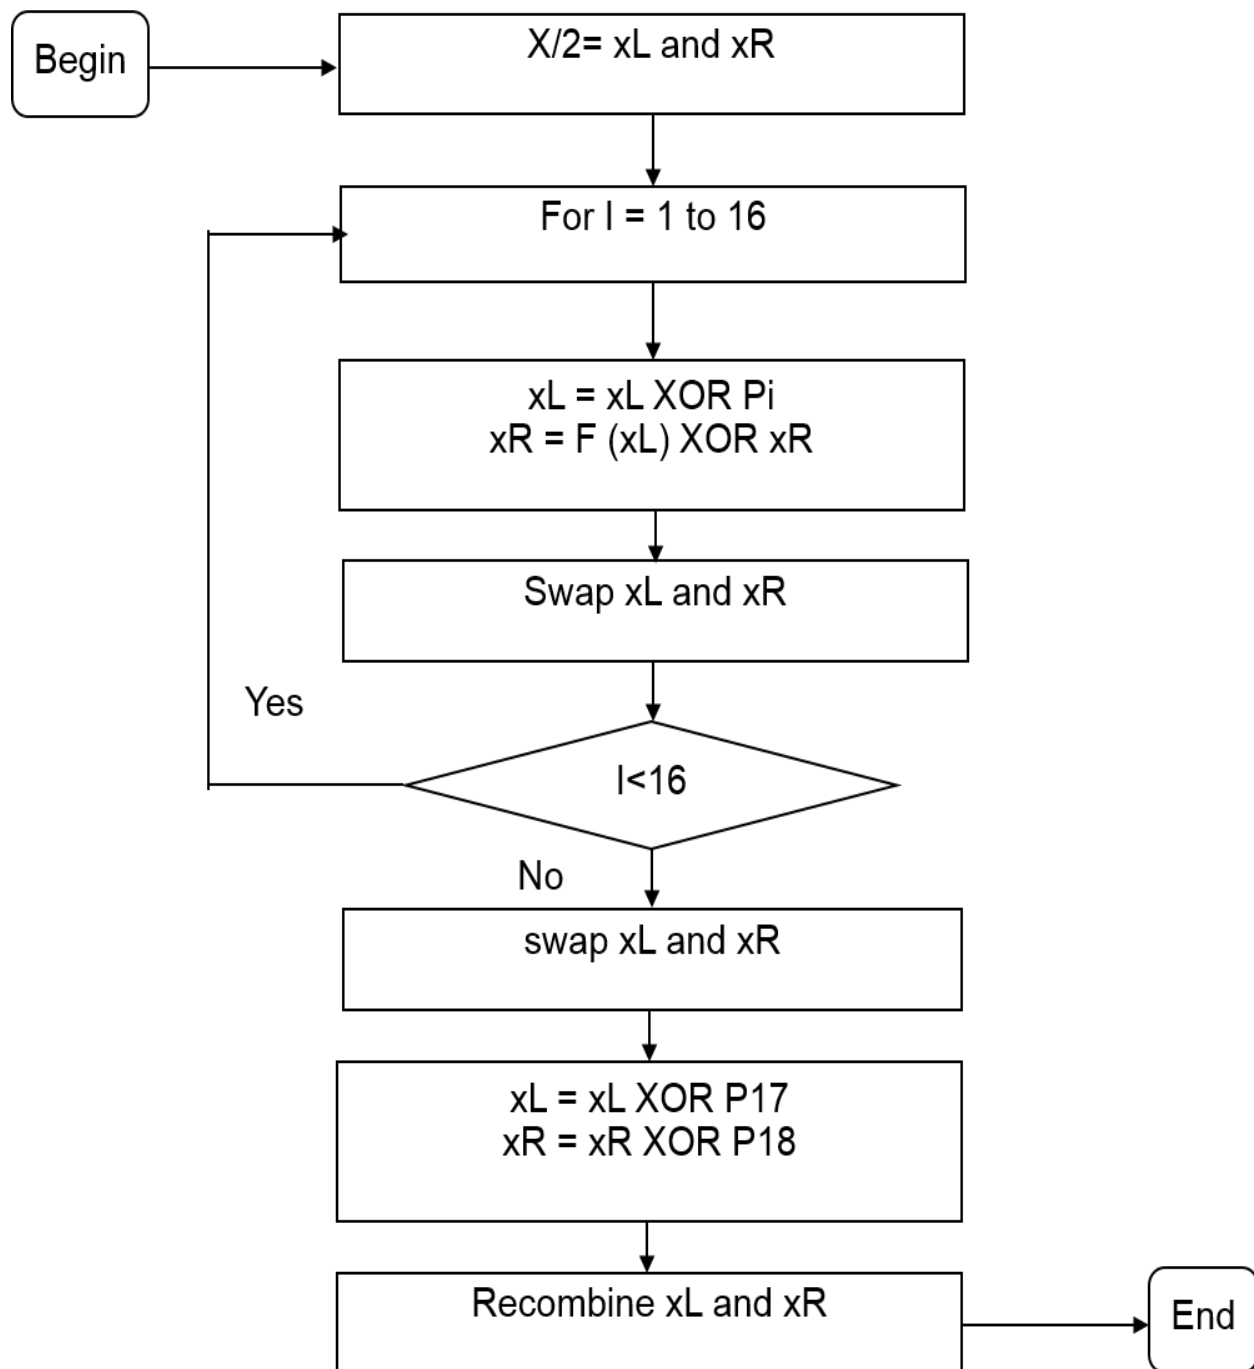 Begin
X/2= xL and xR
For I = 1 to 16
xL = xL XOR Pi
xR = F (xL) XOR xR
Swap xL and xR
Yes
I<16
No
swap xL and xR
xL = xL XOR P17
xR = xR XOR P18
Recombine xL and xR
End